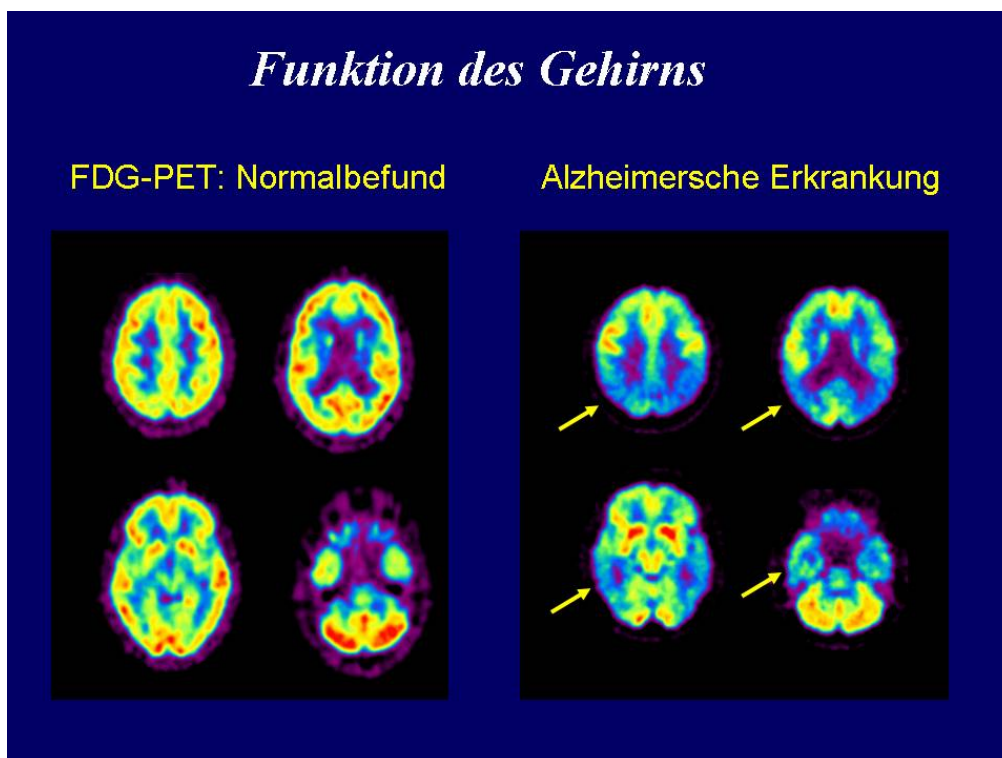 Funktion des Gehirns
FDG-PET: Normalbefund
Alzheimersche Erkrankung